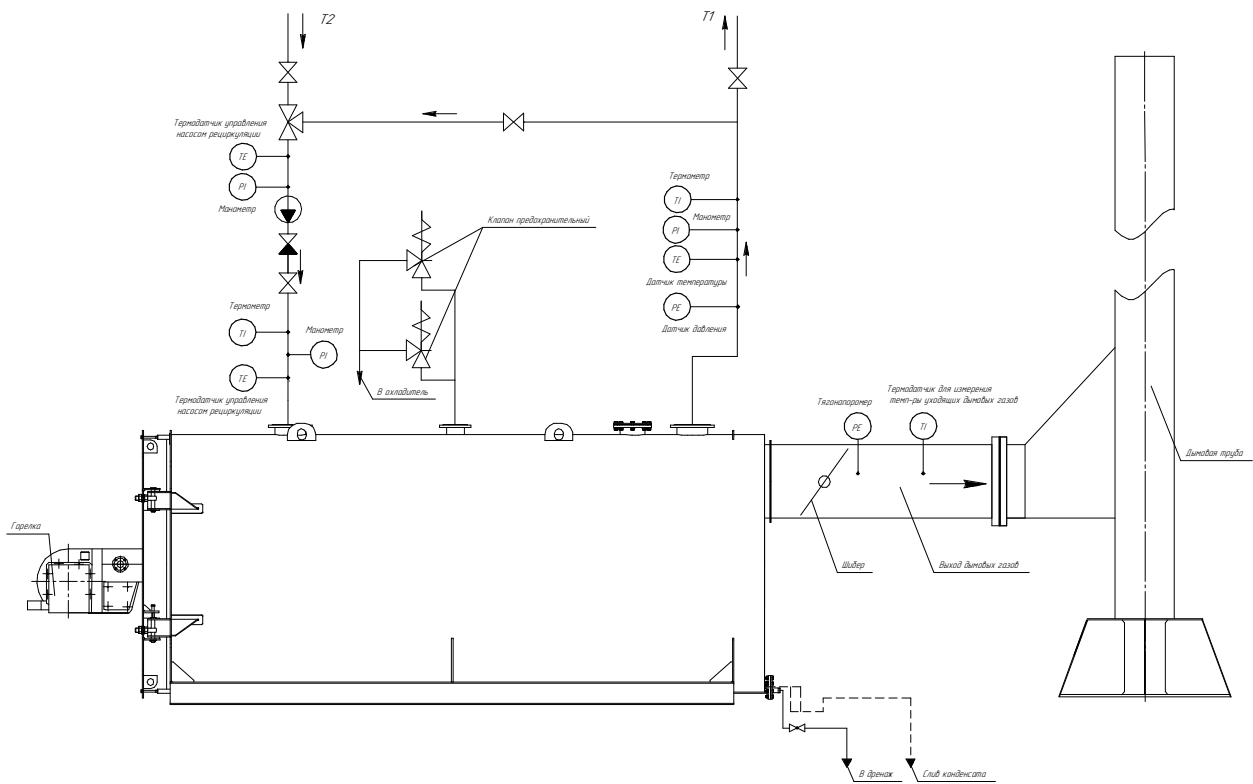 T2
T1
Термодатчик управления
насосом рециркуляции
TE
PI
Манометр
Клапан предохранительный
Термометр
TI
Манометр
PI
TE
Датчик температуры
PE
Датчик давления
Термометр
TI
Манометр
PI
TE
Термодатчик управления
насосом рециркуляции
В охладитель
Термодатчик для измерения
темп-ры уходящих дымовых газов
Тягонапоромер
PE
TI
Дымовая труба
Горелка
Шибер
Выход дымовых газов
В дренаж
Слив конденсата